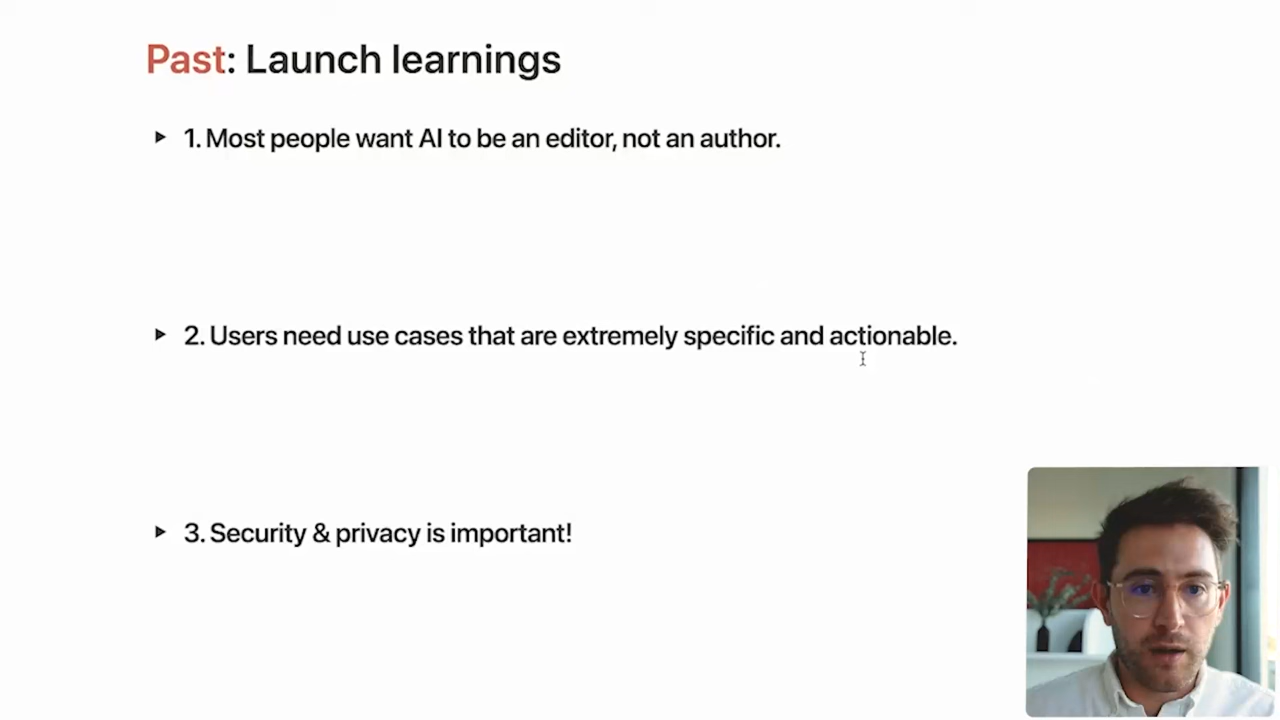 Past: Launch learnings
1. Most people want AI to be an editor, not an author.
2. Users need use cases that are extremely specific and actionable.
3. Security & privacy is important!